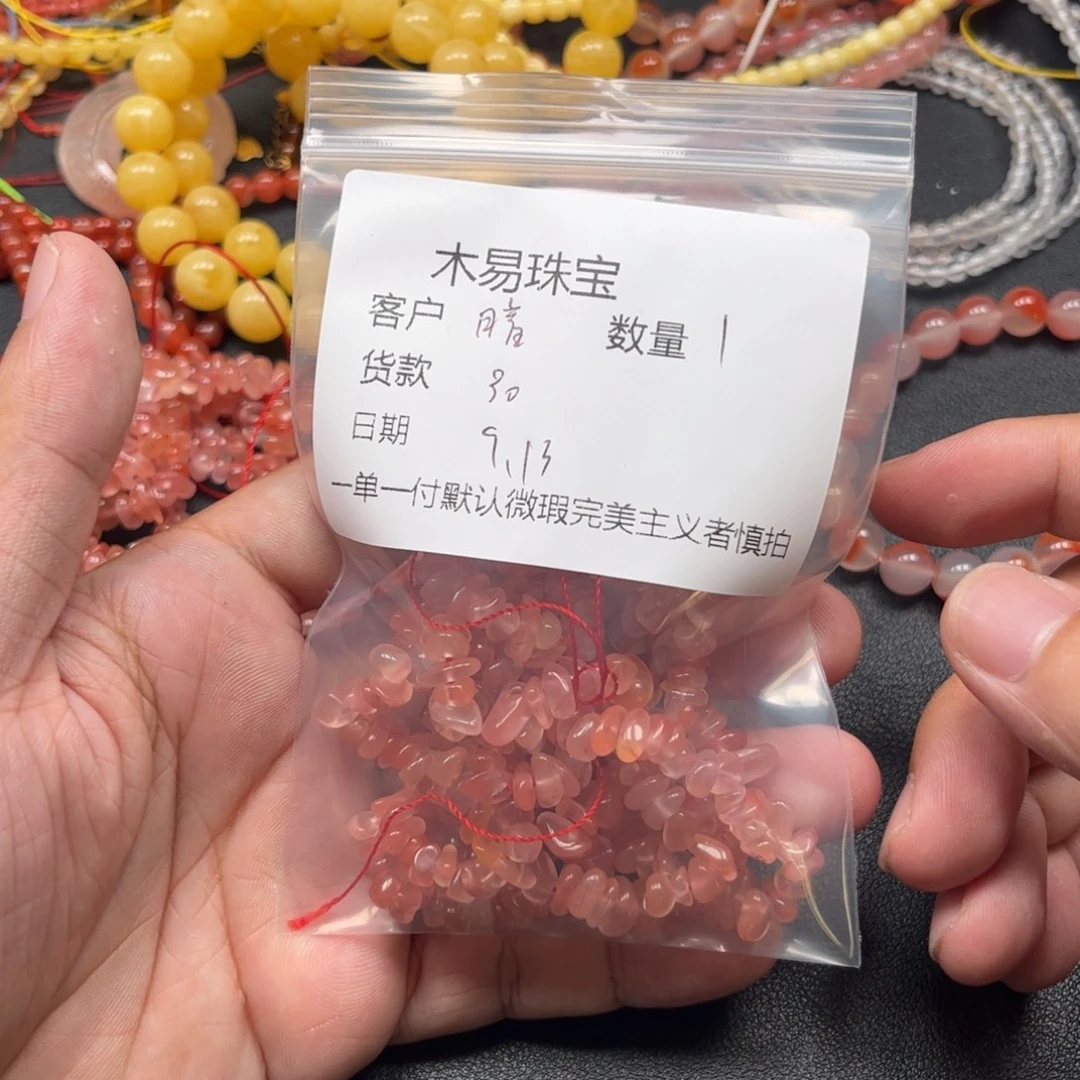 木易珠宝
客户 数量 1
货款 30
日期 9.13
一单一付默认微瑕完美主义者慎拍